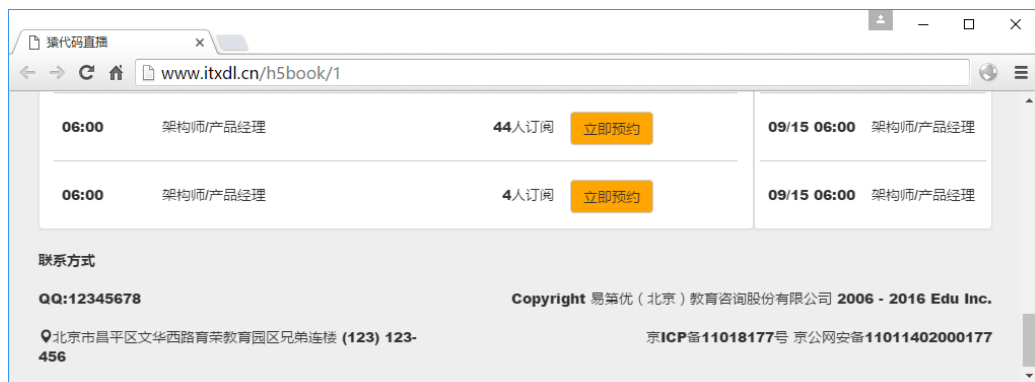 猿代码直播
www.itxdl.cn/h5book/1
06:00 架构师/产品经理 44人订阅 立即预约 09/15 06:00 架构师/产品经理
06:00 架构师/产品经理 4人订阅 立即预约 09/15 06:00 架构师/产品经理
联系方式
QQ:12345678 Copyright 易第优（北京）教育咨询股份有限公司 2006 - 2016 Edu Inc.
北京市昌平区文华西路育荣教育园区兄弟连楼 (123) 123- 京ICP备11018177号 京公网安备11011402000177
456